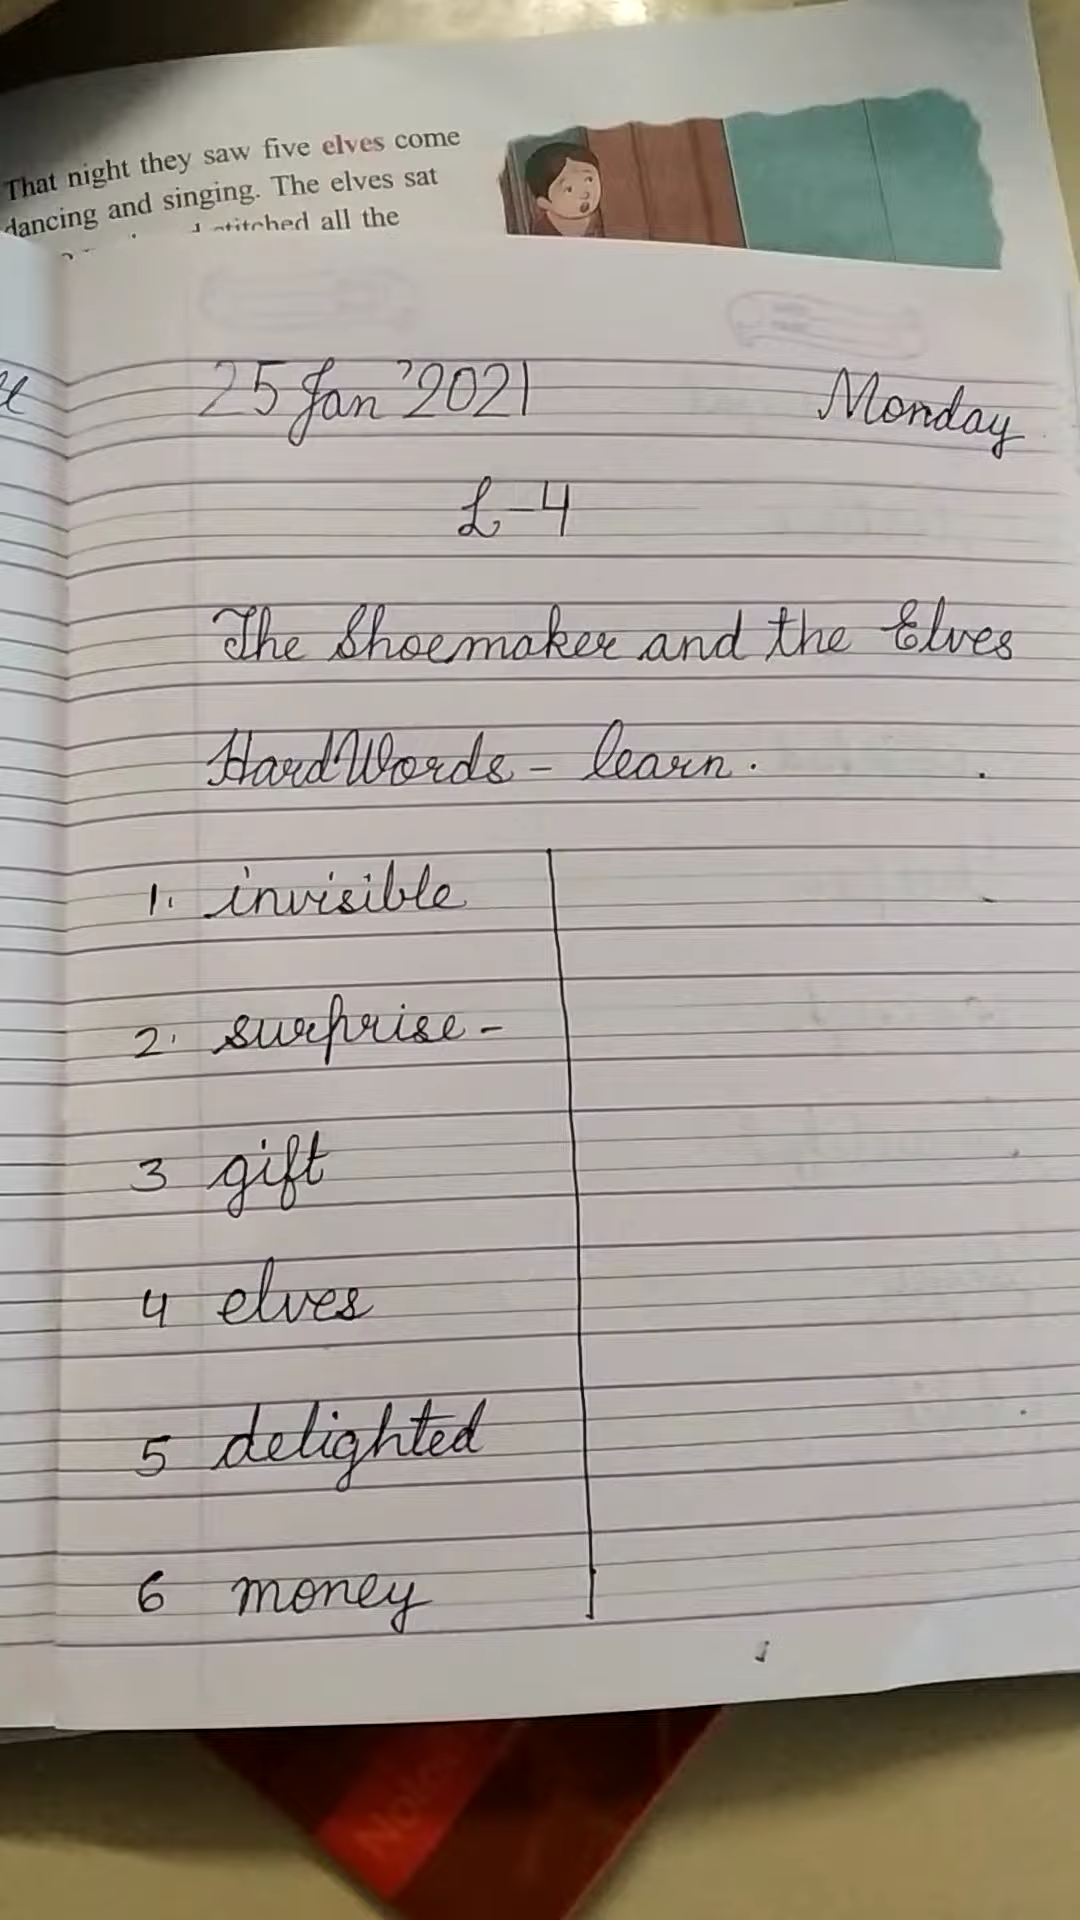 That night they saw five elves come
dancing and singing. The elves sat
stitched all the
25 Jan '2021 Monday
L-4
The Shoemaker and the Elves
Hard Words - learn.
1. invisible
2. surprise -
3 gift
4 elves
5 delighted
6 money